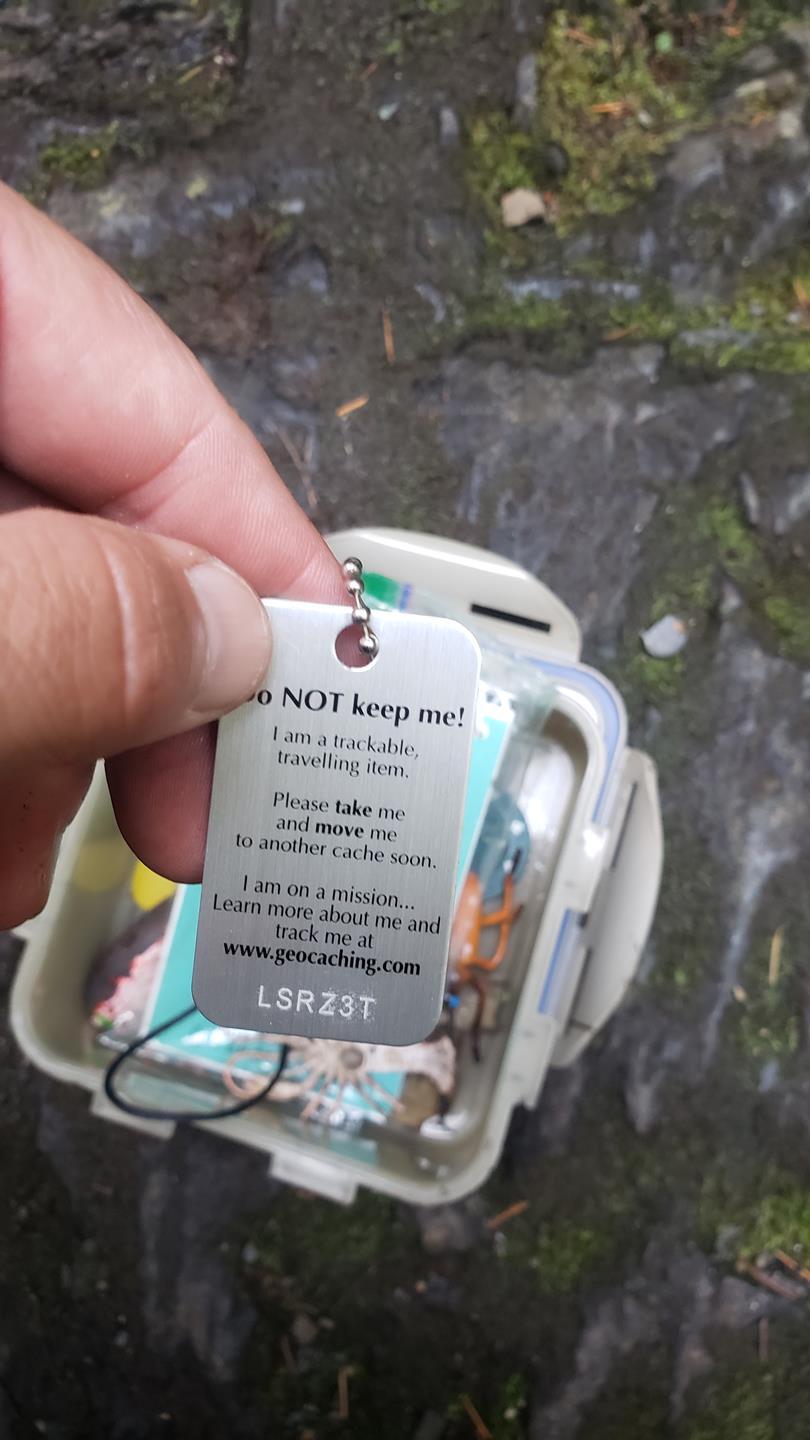 Do NOT keep me!
I am a trackable,
travelling item.
Please take me
and move me
to another cache soon.
I am on a mission...
Learn more about me and
track me at
www.geocaching.com
LSRZ3T